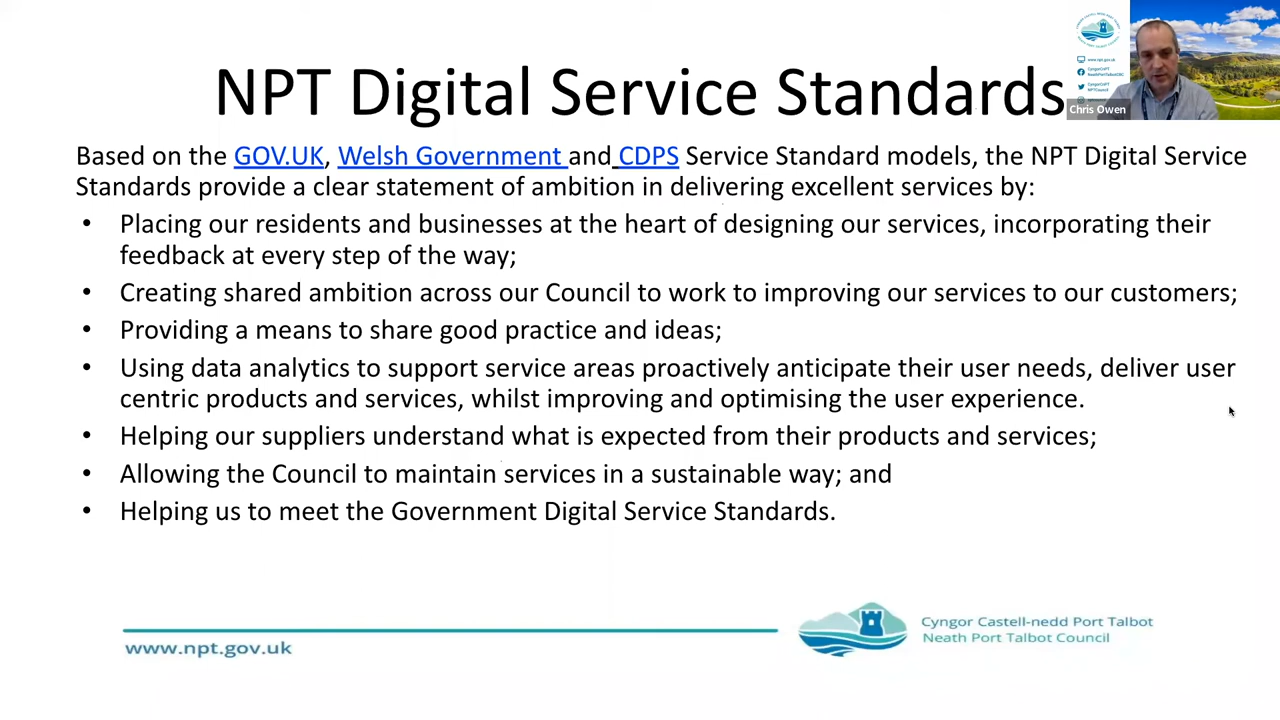 NPT Digital Service Standards
Based on the GOV.UK, Welsh Government and CDPS Service Standard models, the NPT Digital Service
Standards provide a clear statement of ambition in delivering excellent services by:
• Placing our residents and businesses at the heart of designing our services, incorporating their
feedback at every step of the way;
• Creating shared ambition across our Council to work to improving our services to our customers;
• Providing a means to share good practice and ideas;
• Using data analytics to support service areas proactively anticipate their user needs, deliver user
centric products and services, whilst improving and optimising the user experience.
• Helping our suppliers understand what is expected from their products and services;
• Allowing the Council to maintain services in a sustainable way; and
• Helping us to meet the Government Digital Service Standards.
www.npt.gov.uk
Cyngor Castell-nedd Port Talbot
Neath Port Talbot Council
www.npt.gov.uk
Chris Owen